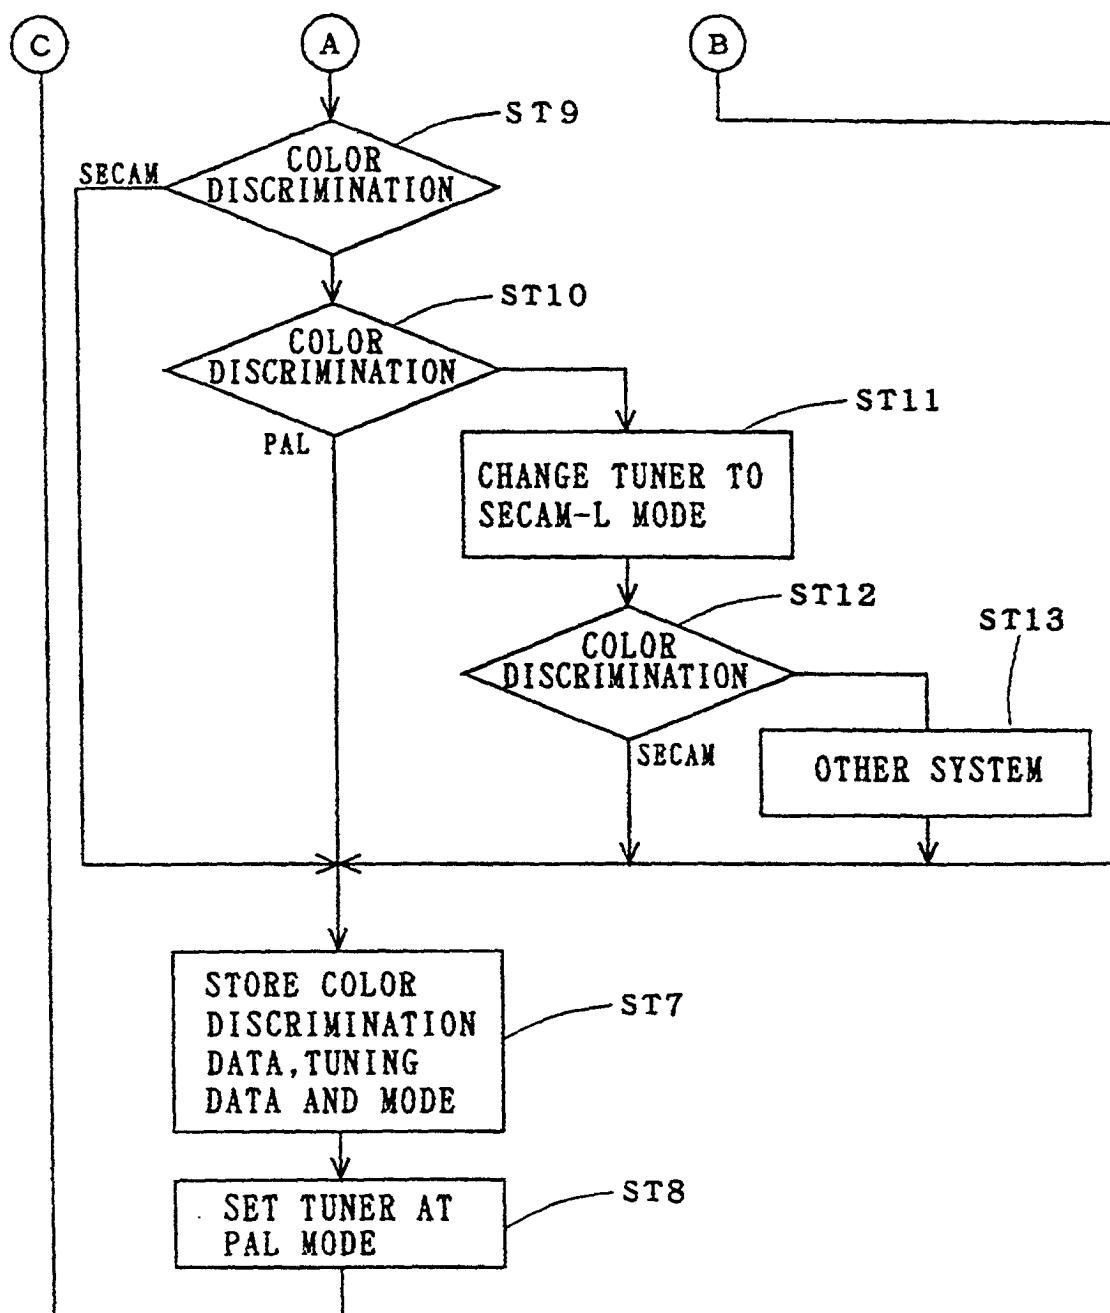 C
A
B
ST9
COLOR
DISCRIMINATION
SECAM
ST10
COLOR
DISCRIMINATION
PAL
ST11
CHANGE TUNER TO
SECAM-L MODE
ST12
COLOR
DISCRIMINATION
SECAM
ST13
OTHER SYSTEM
STORE COLOR
DISCRIMINATION
DATA,TUNING
DATA AND MODE
ST7
SET TUNER AT
PAL MODE
ST8